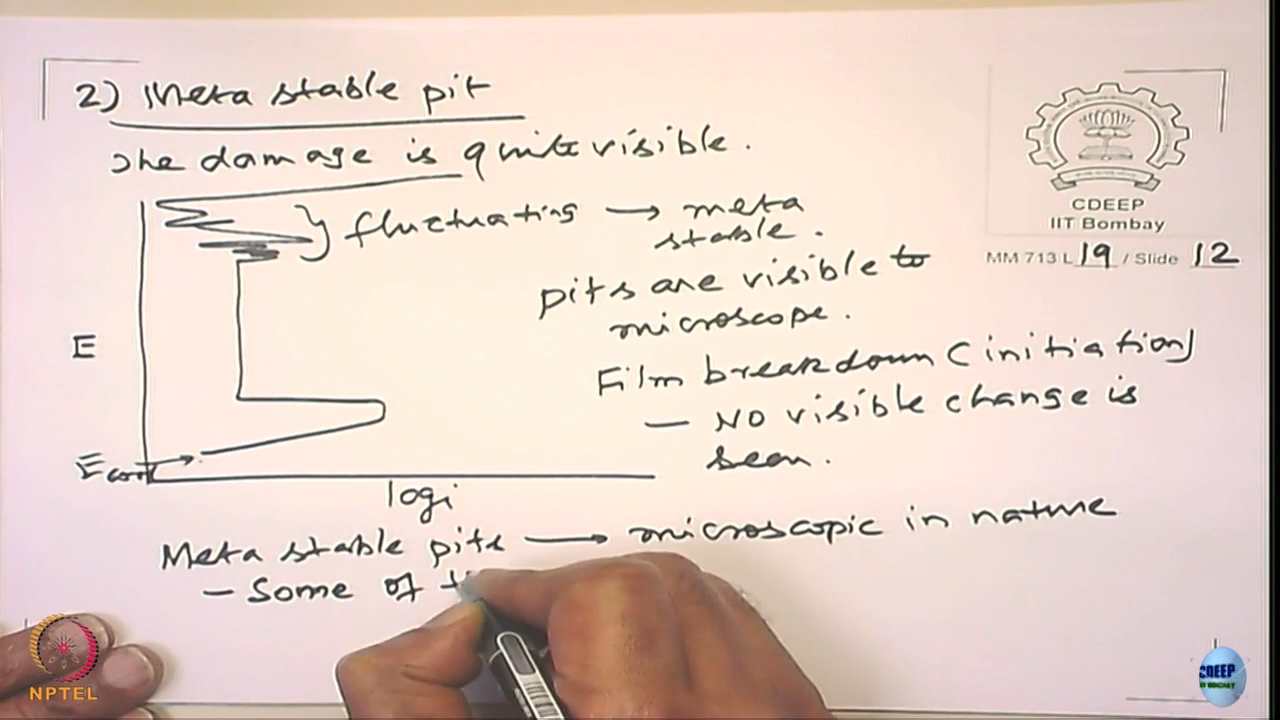 2) Meta stable pit
The damage is quite visible.
} fluctuating → meta
stable.
pits are visible to
microscope.
Film breakdown (initiation)
– NO visible change is
seen.
E
Ecorr
log i
Meta stable pits → microscopic in nature
– Some of
CDEEP
IIT Bombay
MM 713 L 19 / Slide 12
NPTEL
CDEEP